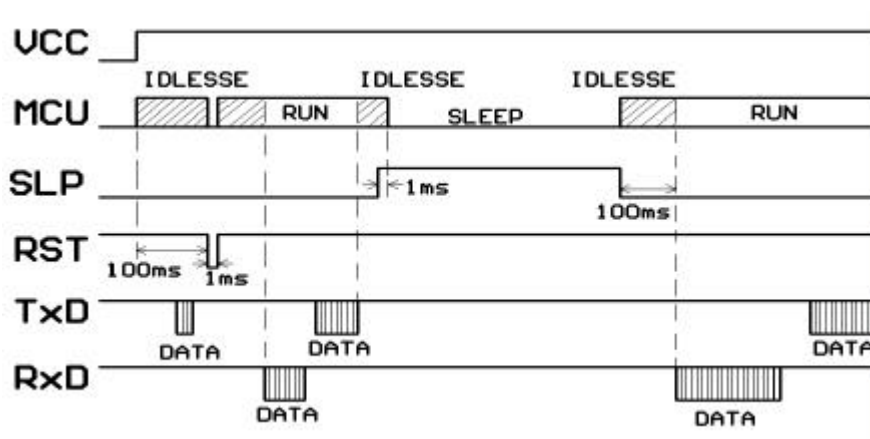 VCC
IDLESSE IDLESSE IDLESSE
MCU RUN SLEEP RUN
SLP 1ms
100ms
RST
100ms 1ms
TxD
DATA DATA DATA
RxD
DATA DATA